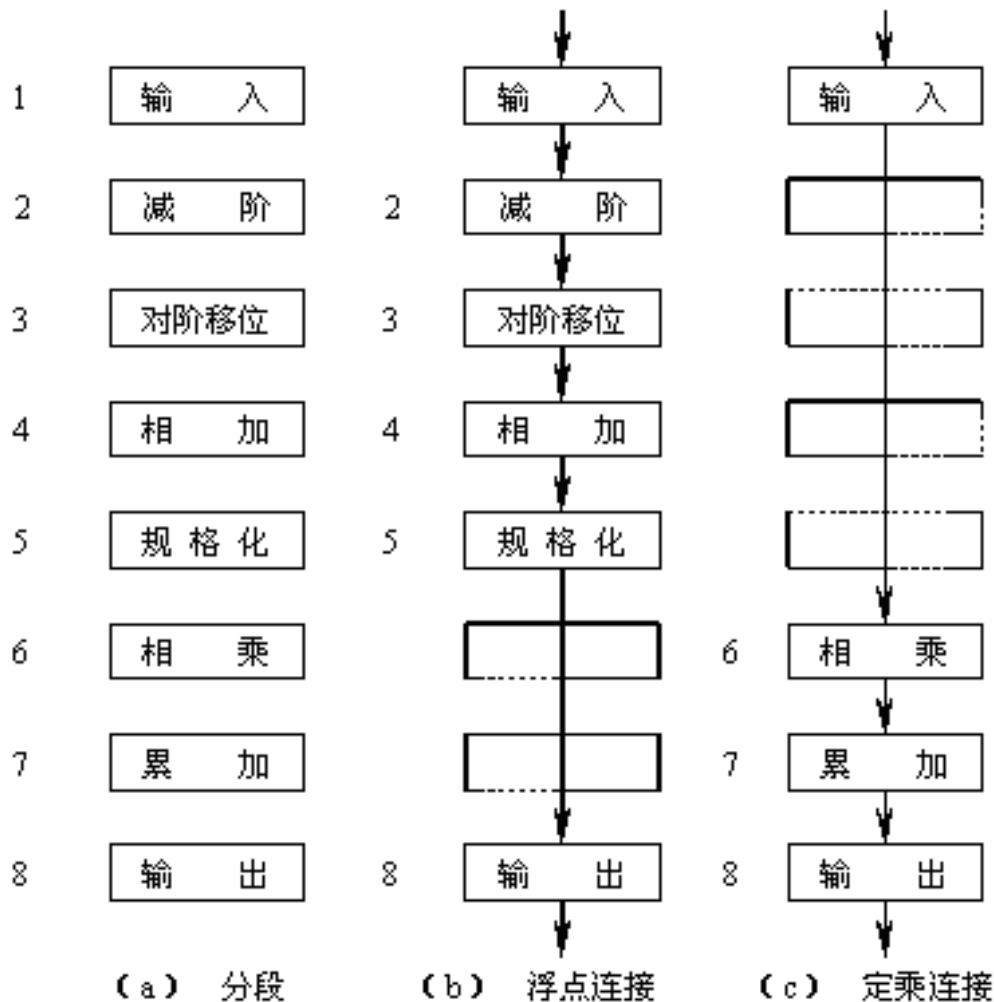 1 输入 输入 输入
2 减阶 2 减阶
3 对阶移位 3 对阶移位
4 相加 4 相加
5 规格化 5 规格化
6 相乘 6 相乘
7 累加 7 累加
8 输出 8 输出 8 输出
(a) 分段 (b) 浮点连接 (c) 定乘连接